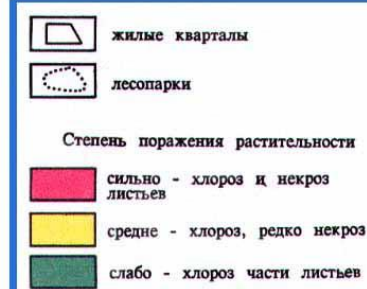 жилые кварталы
лесопарки
Степень поражения растительности
сильно - хлороз и некроз
листьев
средне - хлороз, редко некроз
слабо - хлороз части листьев